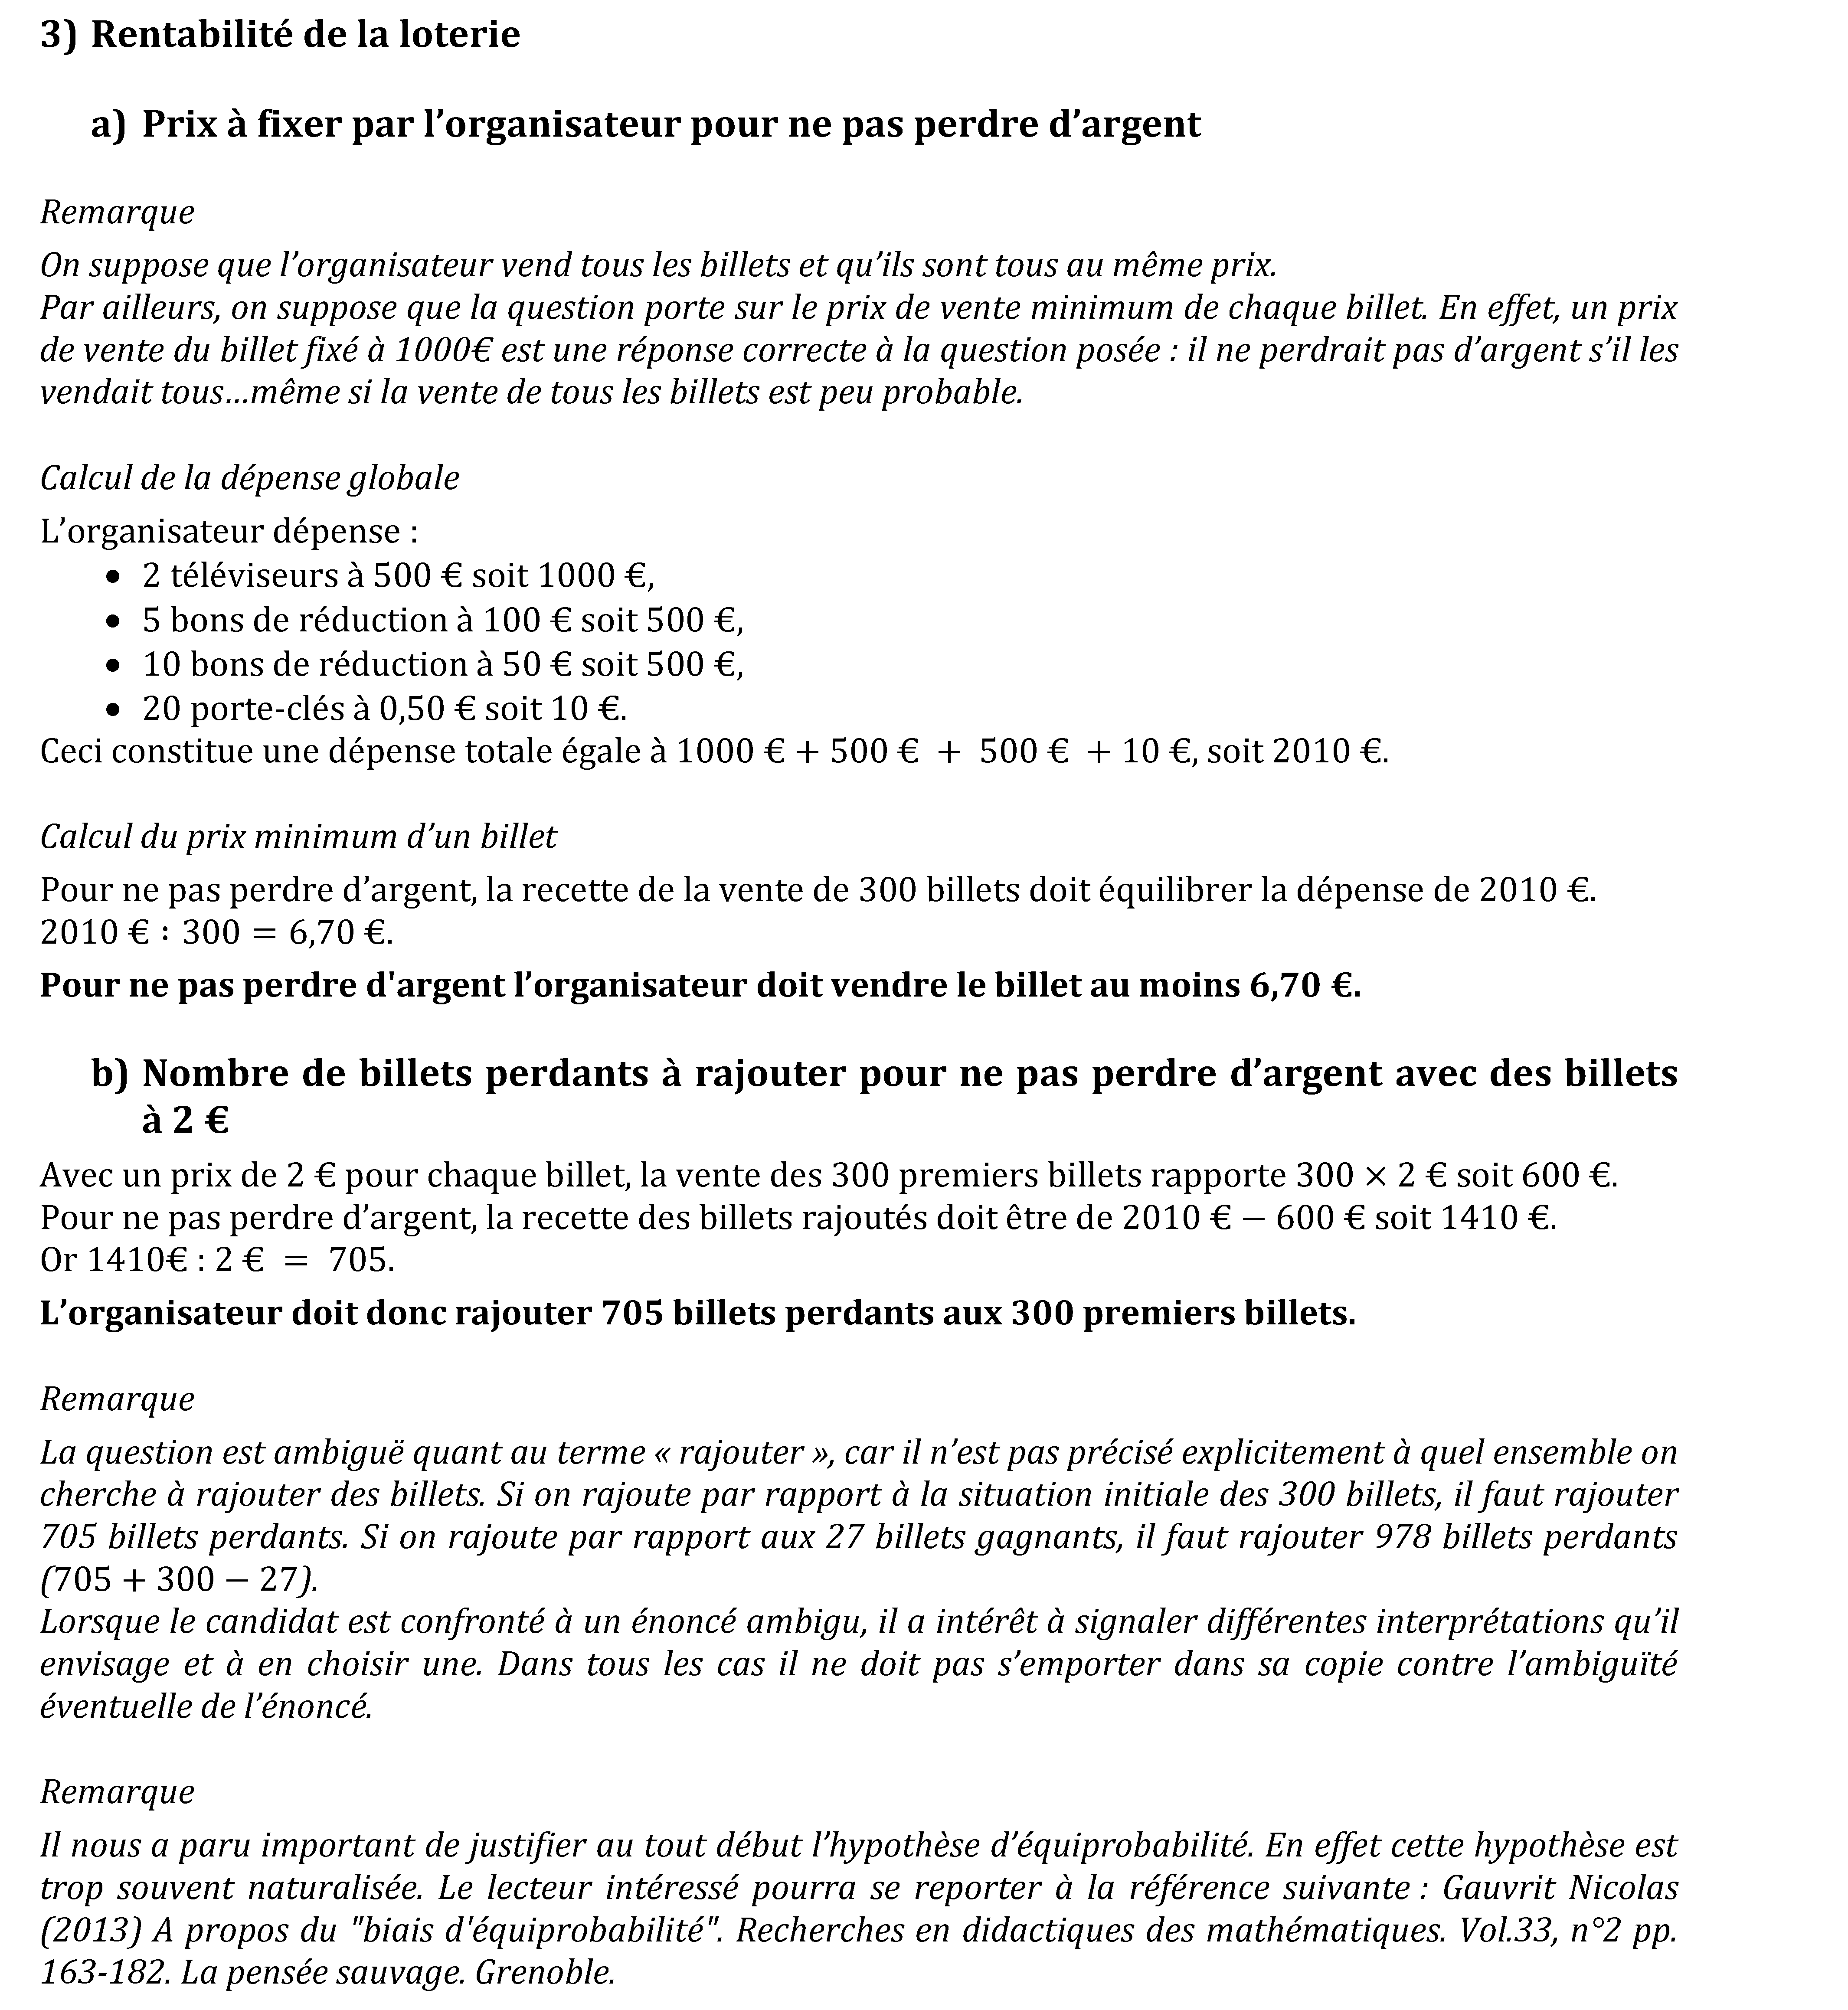 3) Rentabilité de la loterie
a) Prix à fixer par l’organisateur pour ne pas perdre d’argent
Remarque
On suppose que l’organisateur vend tous les billets et qu’ils sont tous au même prix.
Par ailleurs, on suppose que la question porte sur le prix de vente minimum de chaque billet. En effet, un prix
de vente du billet fixé à 1000€ est une réponse correcte à la question posée : il ne perdrait pas d’argent s’il les
vendait tous…même si la vente de tous les billets est peu probable.
Calcul de la dépense globale
L’organisateur dépense :
• 2 téléviseurs à 500 € soit 1000 €,
• 5 bons de réduction à 100 € soit 500 €,
• 10 bons de réduction à 50 € soit 500 €,
• 20 porte-clés à 0,50 € soit 10 €.
Ceci constitue une dépense totale égale à 1000 € + 500 € + 500 € + 10 €, soit 2010 €.
Calcul du prix minimum d’un billet
Pour ne pas perdre d’argent, la recette de la vente de 300 billets doit équilibrer la dépense de 2010 €.
2010 € : 300 = 6,70 €.
Pour ne pas perdre d'argent l’organisateur doit vendre le billet au moins 6,70 €.
b) Nombre de billets perdants à rajouter pour ne pas perdre d’argent avec des billets
à 2 €
Avec un prix de 2 € pour chaque billet, la vente des 300 premiers billets rapporte 300 × 2 € soit 600 €.
Pour ne pas perdre d’argent, la recette des billets rajoutés doit être de 2010 € − 600 € soit 1410 €.
Or 1410€ : 2 € = 705.
L’organisateur doit donc rajouter 705 billets perdants aux 300 premiers billets.
Remarque
La question est ambiguë quant au terme « rajouter », car il n’est pas précisé explicitement à quel ensemble on
cherche à rajouter des billets. Si on rajoute par rapport à la situation initiale des 300 billets, il faut rajouter
705 billets perdants. Si on rajoute par rapport aux 27 billets gagnants, il faut rajouter 978 billets perdants
(705 + 300 − 27).
Lorsque le candidat est confronté à un énoncé ambigu, il a intérêt à signaler différentes interprétations qu’il
envisage et à en choisir une. Dans tous les cas il ne doit pas s’emporter dans sa copie contre l’ambiguïté
éventuelle de l’énoncé.
Remarque
Il nous a paru important de justifier au tout début l’hypothèse d’équiprobabilité. En effet cette hypothèse est
trop souvent naturalisée. Le lecteur intéressé pourra se reporter à la référence suivante : Gauvrit Nicolas
(2013) A propos du "biais d'équiprobabilité". Recherches en didactiques des mathématiques. Vol.33, n°2 pp.
163-182. La pensée sauvage. Grenoble.